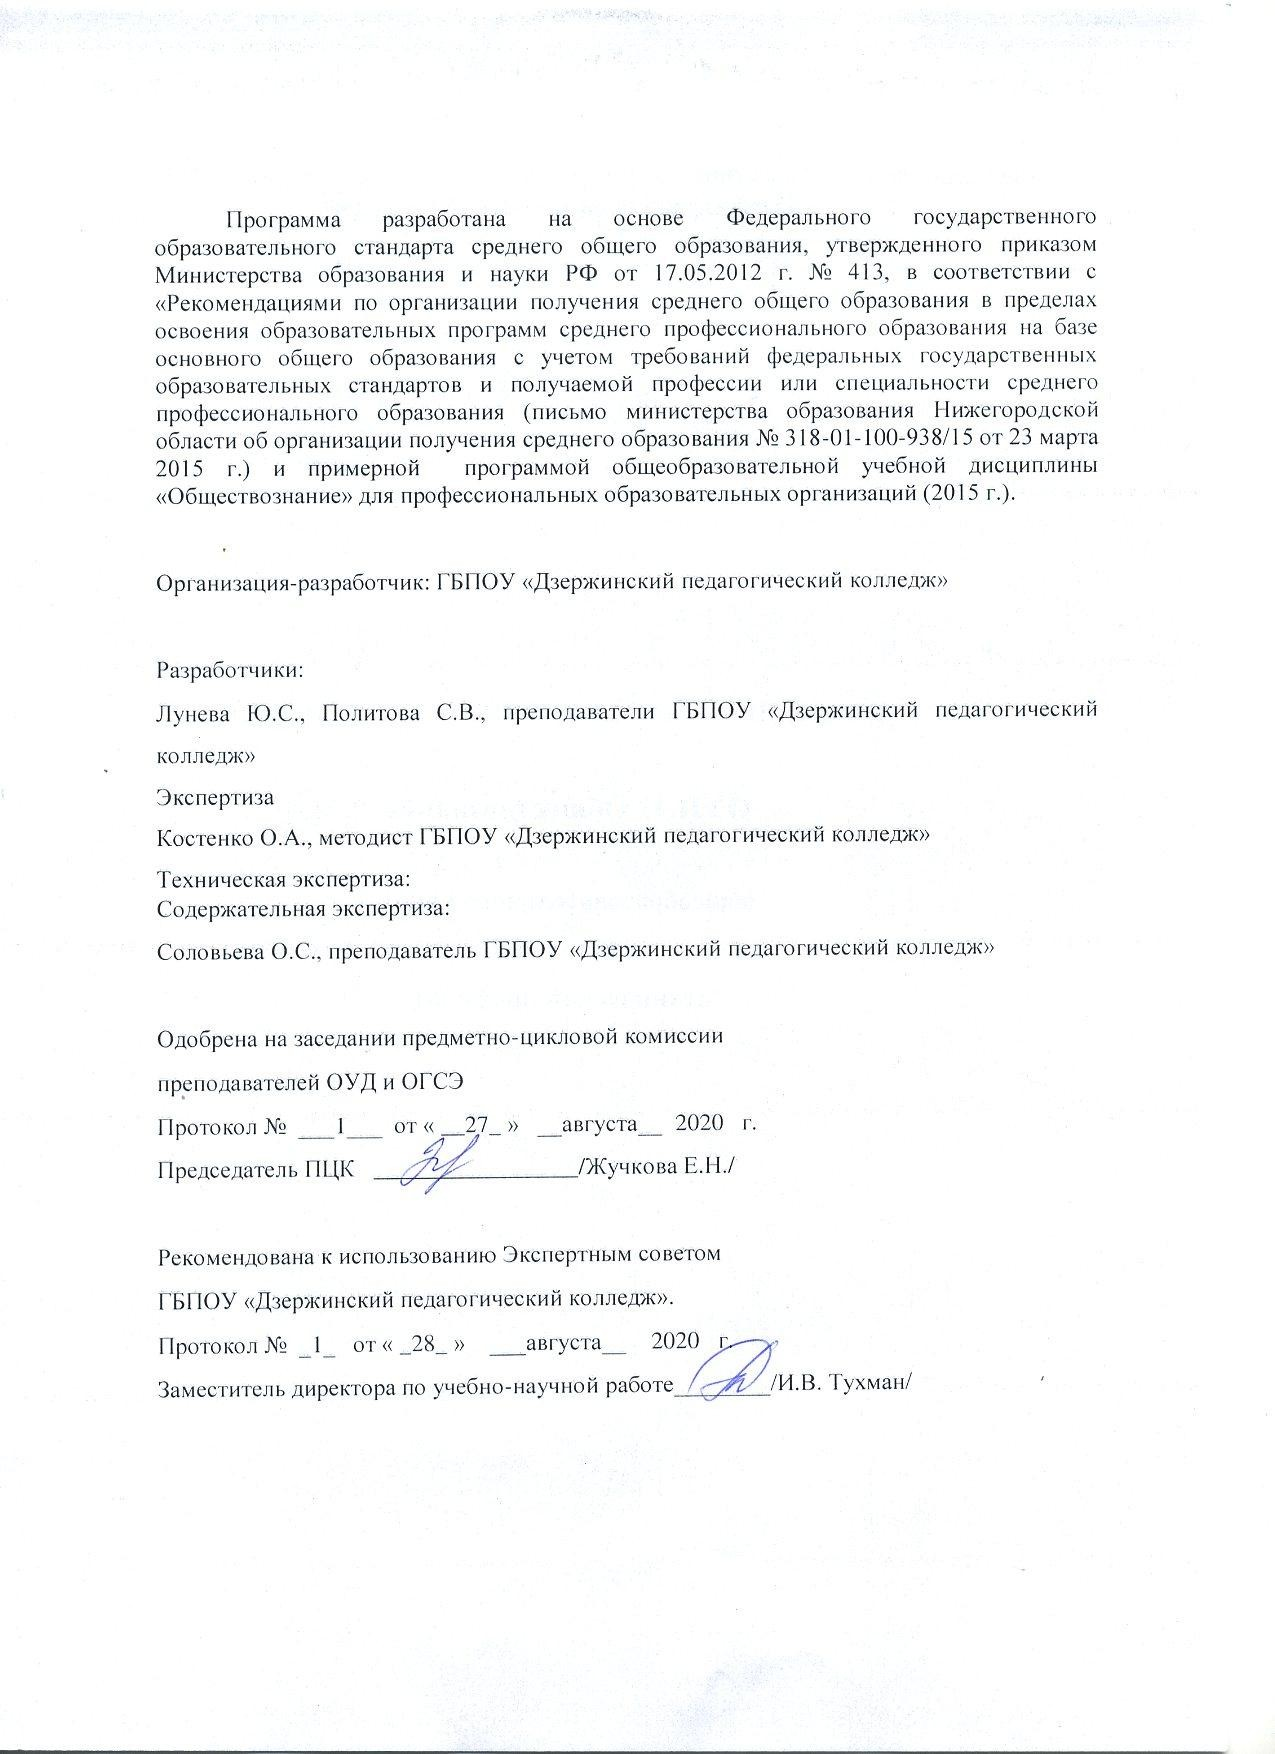 Программа разработана на основе Федерального государственного
образовательного стандарта среднего общего образования, утвержденного приказом
Министерства образования и науки РФ от 17.05.2012 г. № 413, в соответствии с
«Рекомендациями по организации получения среднего общего образования в пределах
освоения образовательных программ среднего профессионального образования на базе
основного общего образования с учетом требований федеральных государственных
образовательных стандартов и получаемой профессии или специальности среднего
профессионального образования (письмо министерства образования Нижегородской
области об организации получения среднего образования № 318-01-100-938/15 от 23 марта
2015 г.) и примерной программой общеобразовательной учебной дисциплины
«Обществознание» для профессиональных образовательных организаций (2015 г.).
Организация-разработчик: ГБПОУ «Дзержинский педагогический колледж»
Разработчики:
Лунева Ю.С., Политова С.В., преподаватели ГБПОУ «Дзержинский педагогический
колледж»
Экспертиза
Костенко О.А., методист ГБПОУ «Дзержинский педагогический колледж»
Техническая экспертиза:
Содержательная экспертиза:
Соловьева О.С., преподаватель ГБПОУ «Дзержинский педагогический колледж»
Одобрена на заседании предметно-цикловой комиссии
преподавателей ОУД и ОГСЭ
Протокол № ___1___ от « __27_ » __августа__ 2020 г.
Председатель ПЦК ________________/Жучкова Е.Н./
Рекомендована к использованию Экспертным советом
ГБПОУ «Дзержинский педагогический колледж».
Протокол № _1_ от « _28_ » ___августа__ 2020 г.
Заместитель директора по учебно-научной работе________/И.В. Тухман/